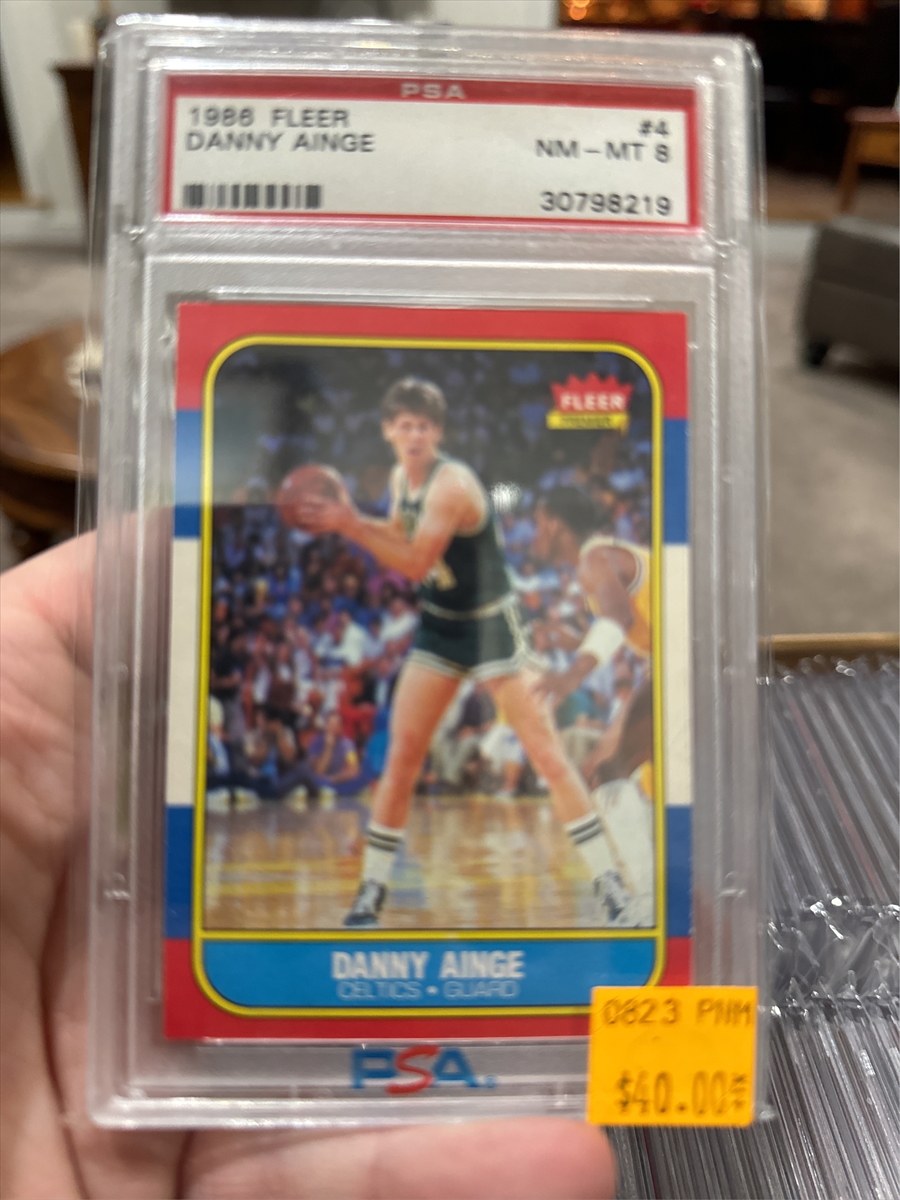 PSA
1986 FLEER #4
DANNY AINGE NM-MT 8
30798219
FLEER
PREMIER
DANNY AINGE
CELTICS • GUARD
PSA
0823 PNM
$40.00